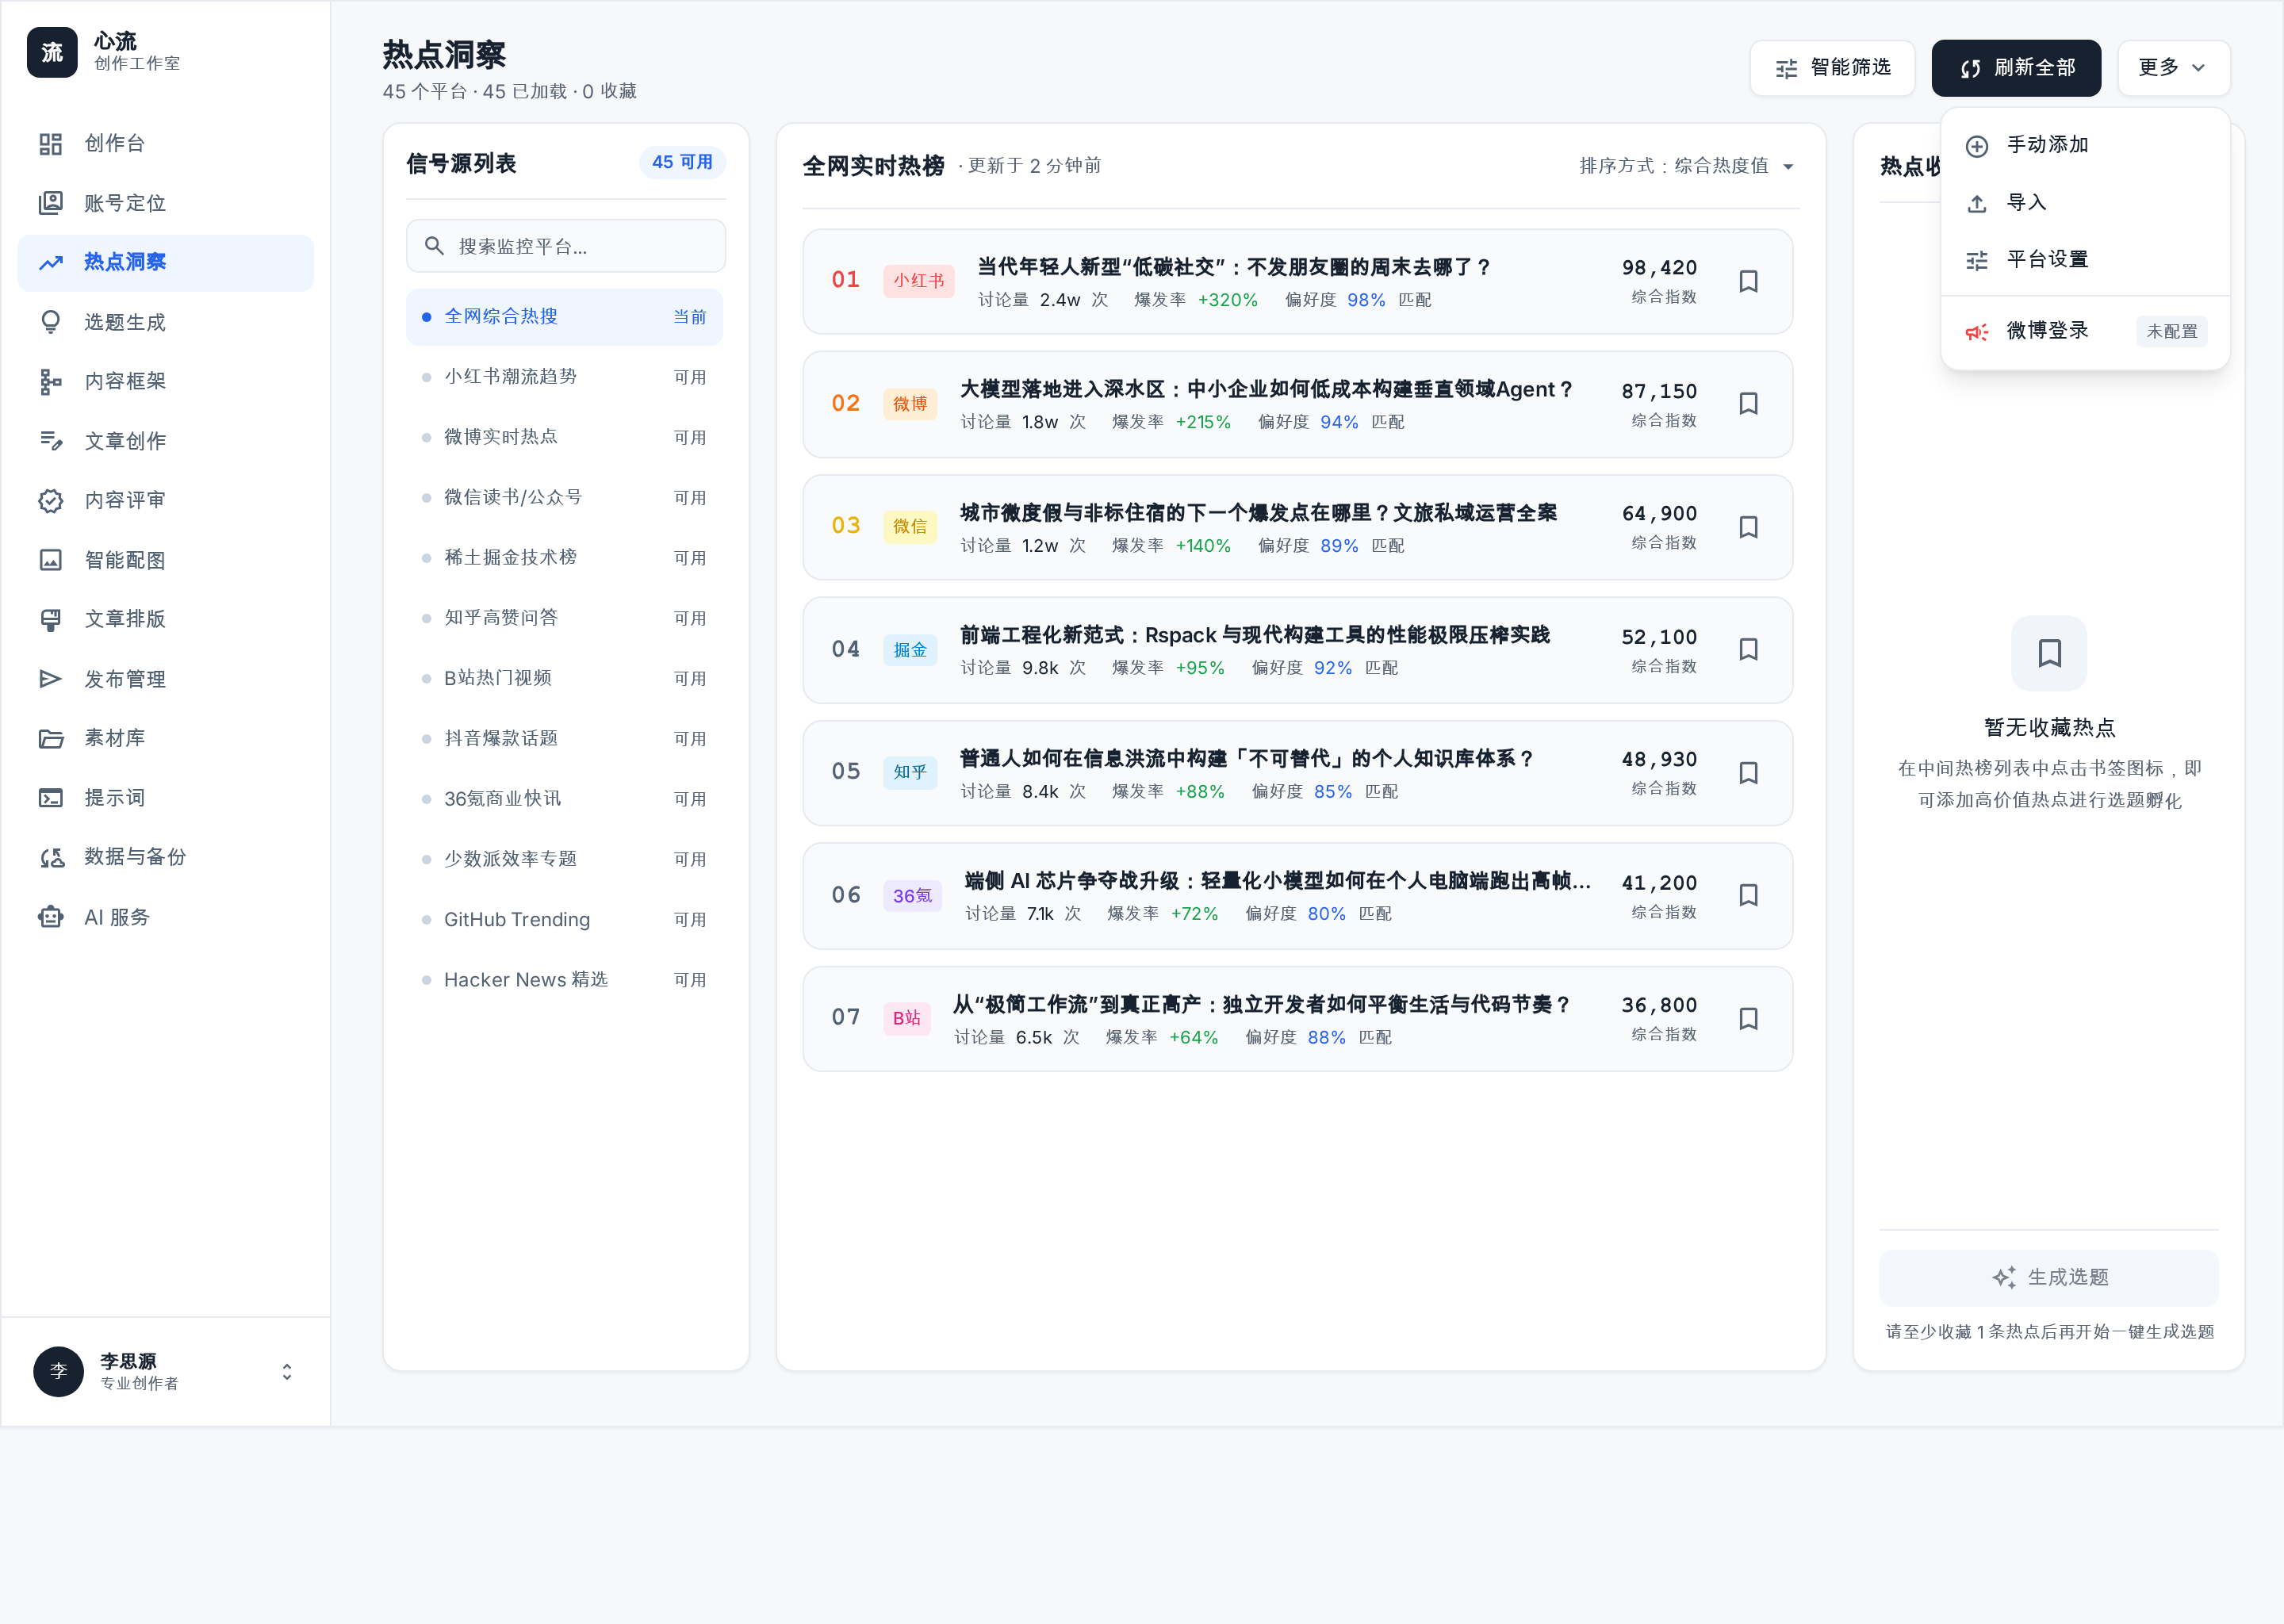 流
心流
创作工作室
创作台
账号定位
热点洞察
选题生成
内容框架
文章创作
内容评审
智能配图
文章排版
发布管理
素材库
提示词
数据与备份
AI 服务
李
李思源
专业创作者
热点洞察
45 个平台 · 45 已加载 · 0 收藏
智能筛选
刷新全部
更多
手动添加
导入
平台设置
微博登录 未配置
信号源列表 45 可用
搜索监控平台...
全网综合热搜 当前
小红书潮流趋势 可用
微博实时热点 可用
微信读书/公众号 可用
稀土掘金技术榜 可用
知乎高赞问答 可用
B站热门视频 可用
抖音爆款话题 可用
36氪商业快讯 可用
少数派效率专题 可用
GitHub Trending 可用
Hacker News 精选 可用
全网实时热榜 · 更新于 2 分钟前 排序方式：综合热度值
01 小红书 当代年轻人新型“低碳社交”：不发朋友圈的周末去哪了？ 98,420
讨论量 2.4w 次 爆发率 +320% 偏好度 98% 匹配 综合指数
02 微博 大模型落地进入深水区：中小企业如何低成本构建垂直领域Agent？ 87,150
讨论量 1.8w 次 爆发率 +215% 偏好度 94% 匹配 综合指数
03 微信 城市微度假与非标住宿的下一个爆发点在哪里？文旅私域运营全案 64,900
讨论量 1.2w 次 爆发率 +140% 偏好度 89% 匹配 综合指数
04 掘金 前端工程化新范式：Rspack 与现代构建工具的性能极限压榨实践 52,100
讨论量 9.8k 次 爆发率 +95% 偏好度 92% 匹配 综合指数
05 知乎 普通人如何在信息洪流中构建「不可替代」的个人知识库体系？ 48,930
讨论量 8.4k 次 爆发率 +88% 偏好度 85% 匹配 综合指数
06 36氪 端侧 AI 芯片争夺战升级：轻量化小模型如何在个人电脑端跑出高帧... 41,200
讨论量 7.1k 次 爆发率 +72% 偏好度 80% 匹配 综合指数
07 B站 从“极简工作流”到真正高产：独立开发者如何平衡生活与代码节奏？ 36,800
讨论量 6.5k 次 爆发率 +64% 偏好度 88% 匹配 综合指数
热点收
暂无收藏热点
在中间热榜列表中点击书签图标，即
可添加高价值热点进行选题孵化
生成选题
请至少收藏 1 条热点后再开始一键生成选题